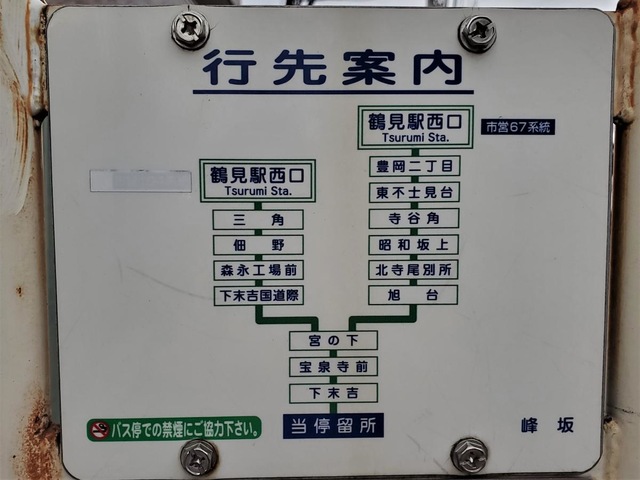 行先案内
鶴見駅西口
Tsurumi Sta.
市営67系統
豊岡二丁目
東不士見台
寺谷角
昭和坂上
北寺尾別所
旭台
鶴見駅西口
Tsurumi Sta.
三角
佃野
森永工場前
下末吉国道際
宮の下
宝泉寺前
下末吉
当停留所
バス停での禁煙にご協力下さい。
峰坂